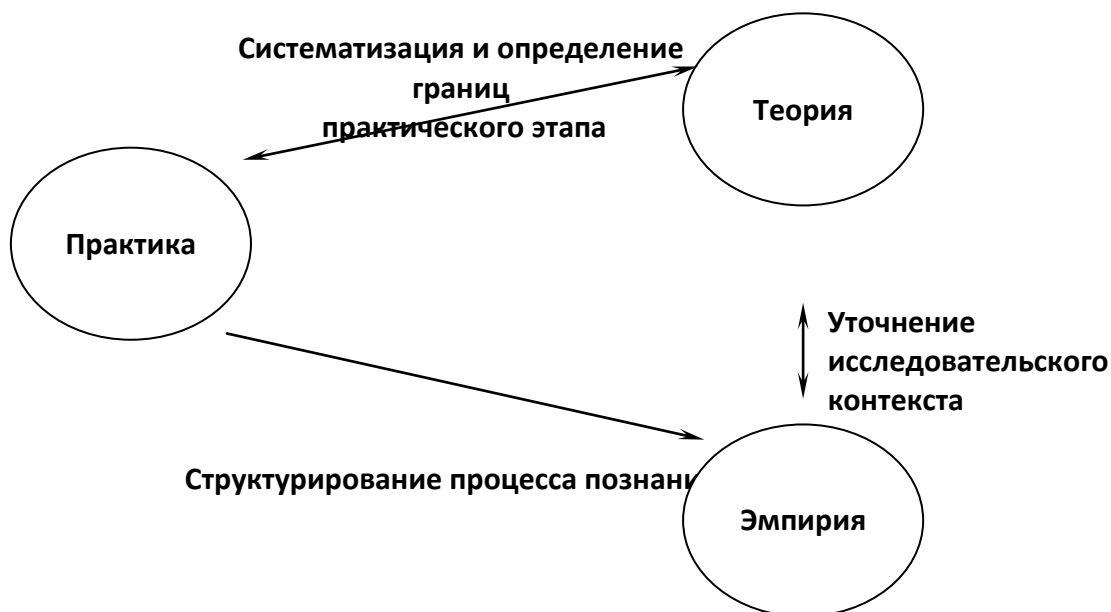 Систематизация и определение
границ
практического этапа
Теория
Практика
Уточнение
исследовательского
контекста
Структурирование процесса познани
Эмпирия